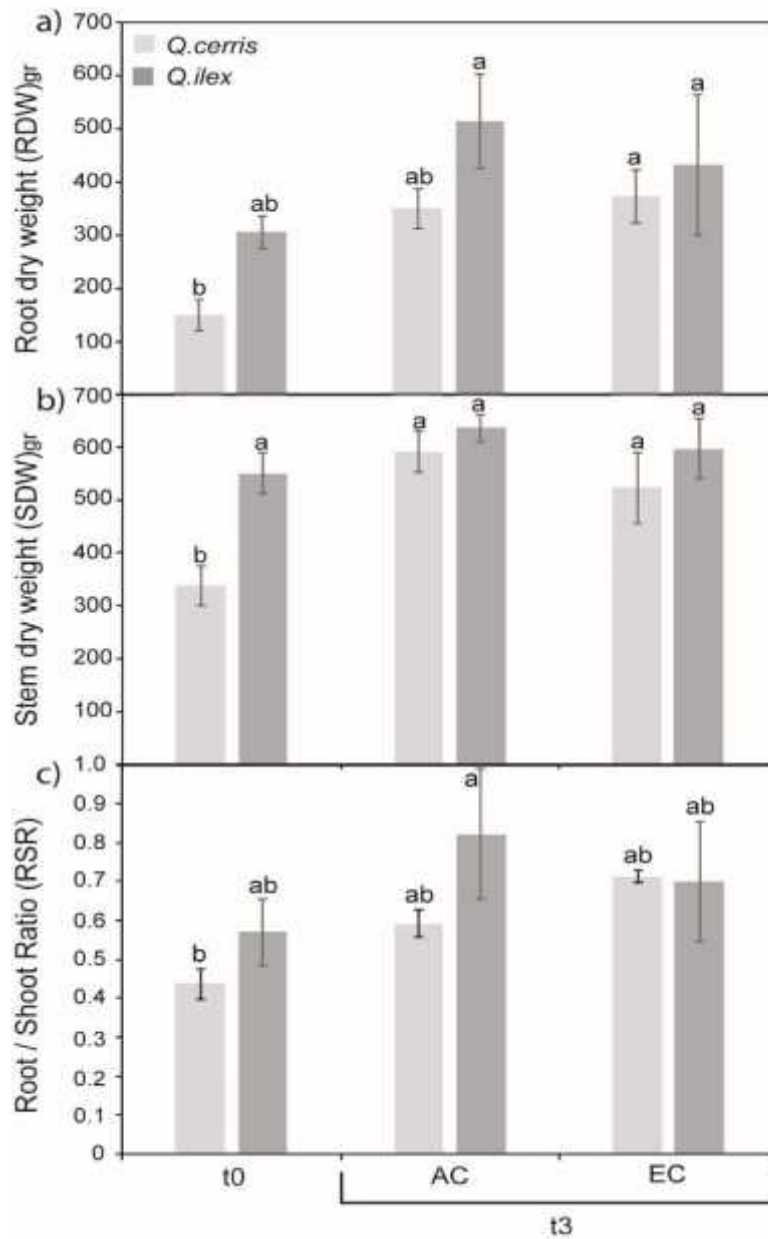 a)
700
600
500
400
300
200
100
Root dry weight (RDW)gr
Q.cerris
Q.ilex
b
ab
ab
a
a
a
b)
700
600
500
400
300
200
100
Stem dry weight (SDW)gr
b
a
a
a
a
a
c)
1.0
0.9
0.8
0.7
0.6
0.5
0.4
0.3
0.2
0.1
0
Root / Shoot Ratio (RSR)
b
ab
ab
a
ab
ab
t0
AC
EC
t3